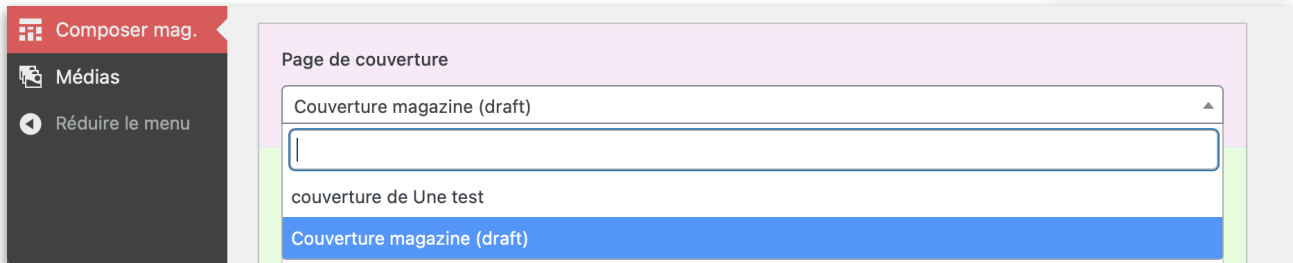 Composer mag.
Médias
Réduire le menu
Page de couverture
Couverture magazine (draft)
couverture de Une test
Couverture magazine (draft)